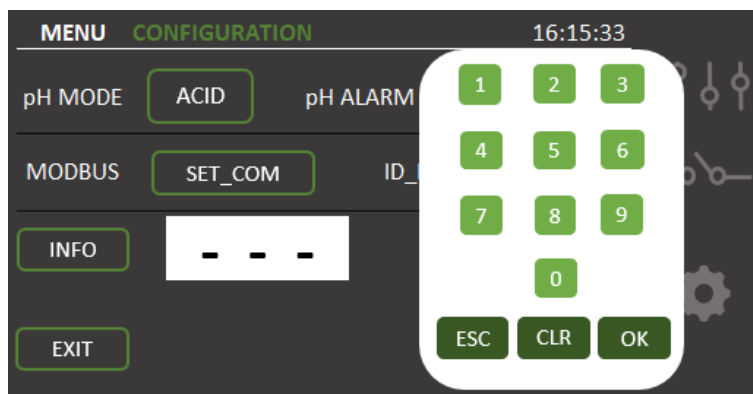 MENU CONFIGURATION 16:15:33
pH MODE ACID pH ALARM
MODBUS SET_COM ID_
INFO - - -
EXIT
1 2 3
4 5 6
7 8 9
0
ESC CLR OK